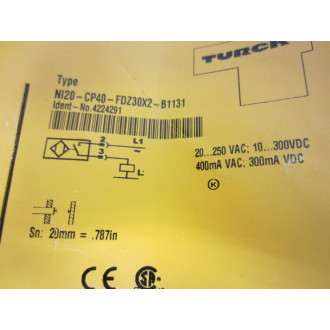 TURCK
Type
NI20-CP40-FDZ30X2-B1131
Ident-No.4224291
20...250 VAC; 10...300VDC
400mA VAC; 300mA VDC
2
L1
~
3
L
K
Sn: 20mm = .787in
CE